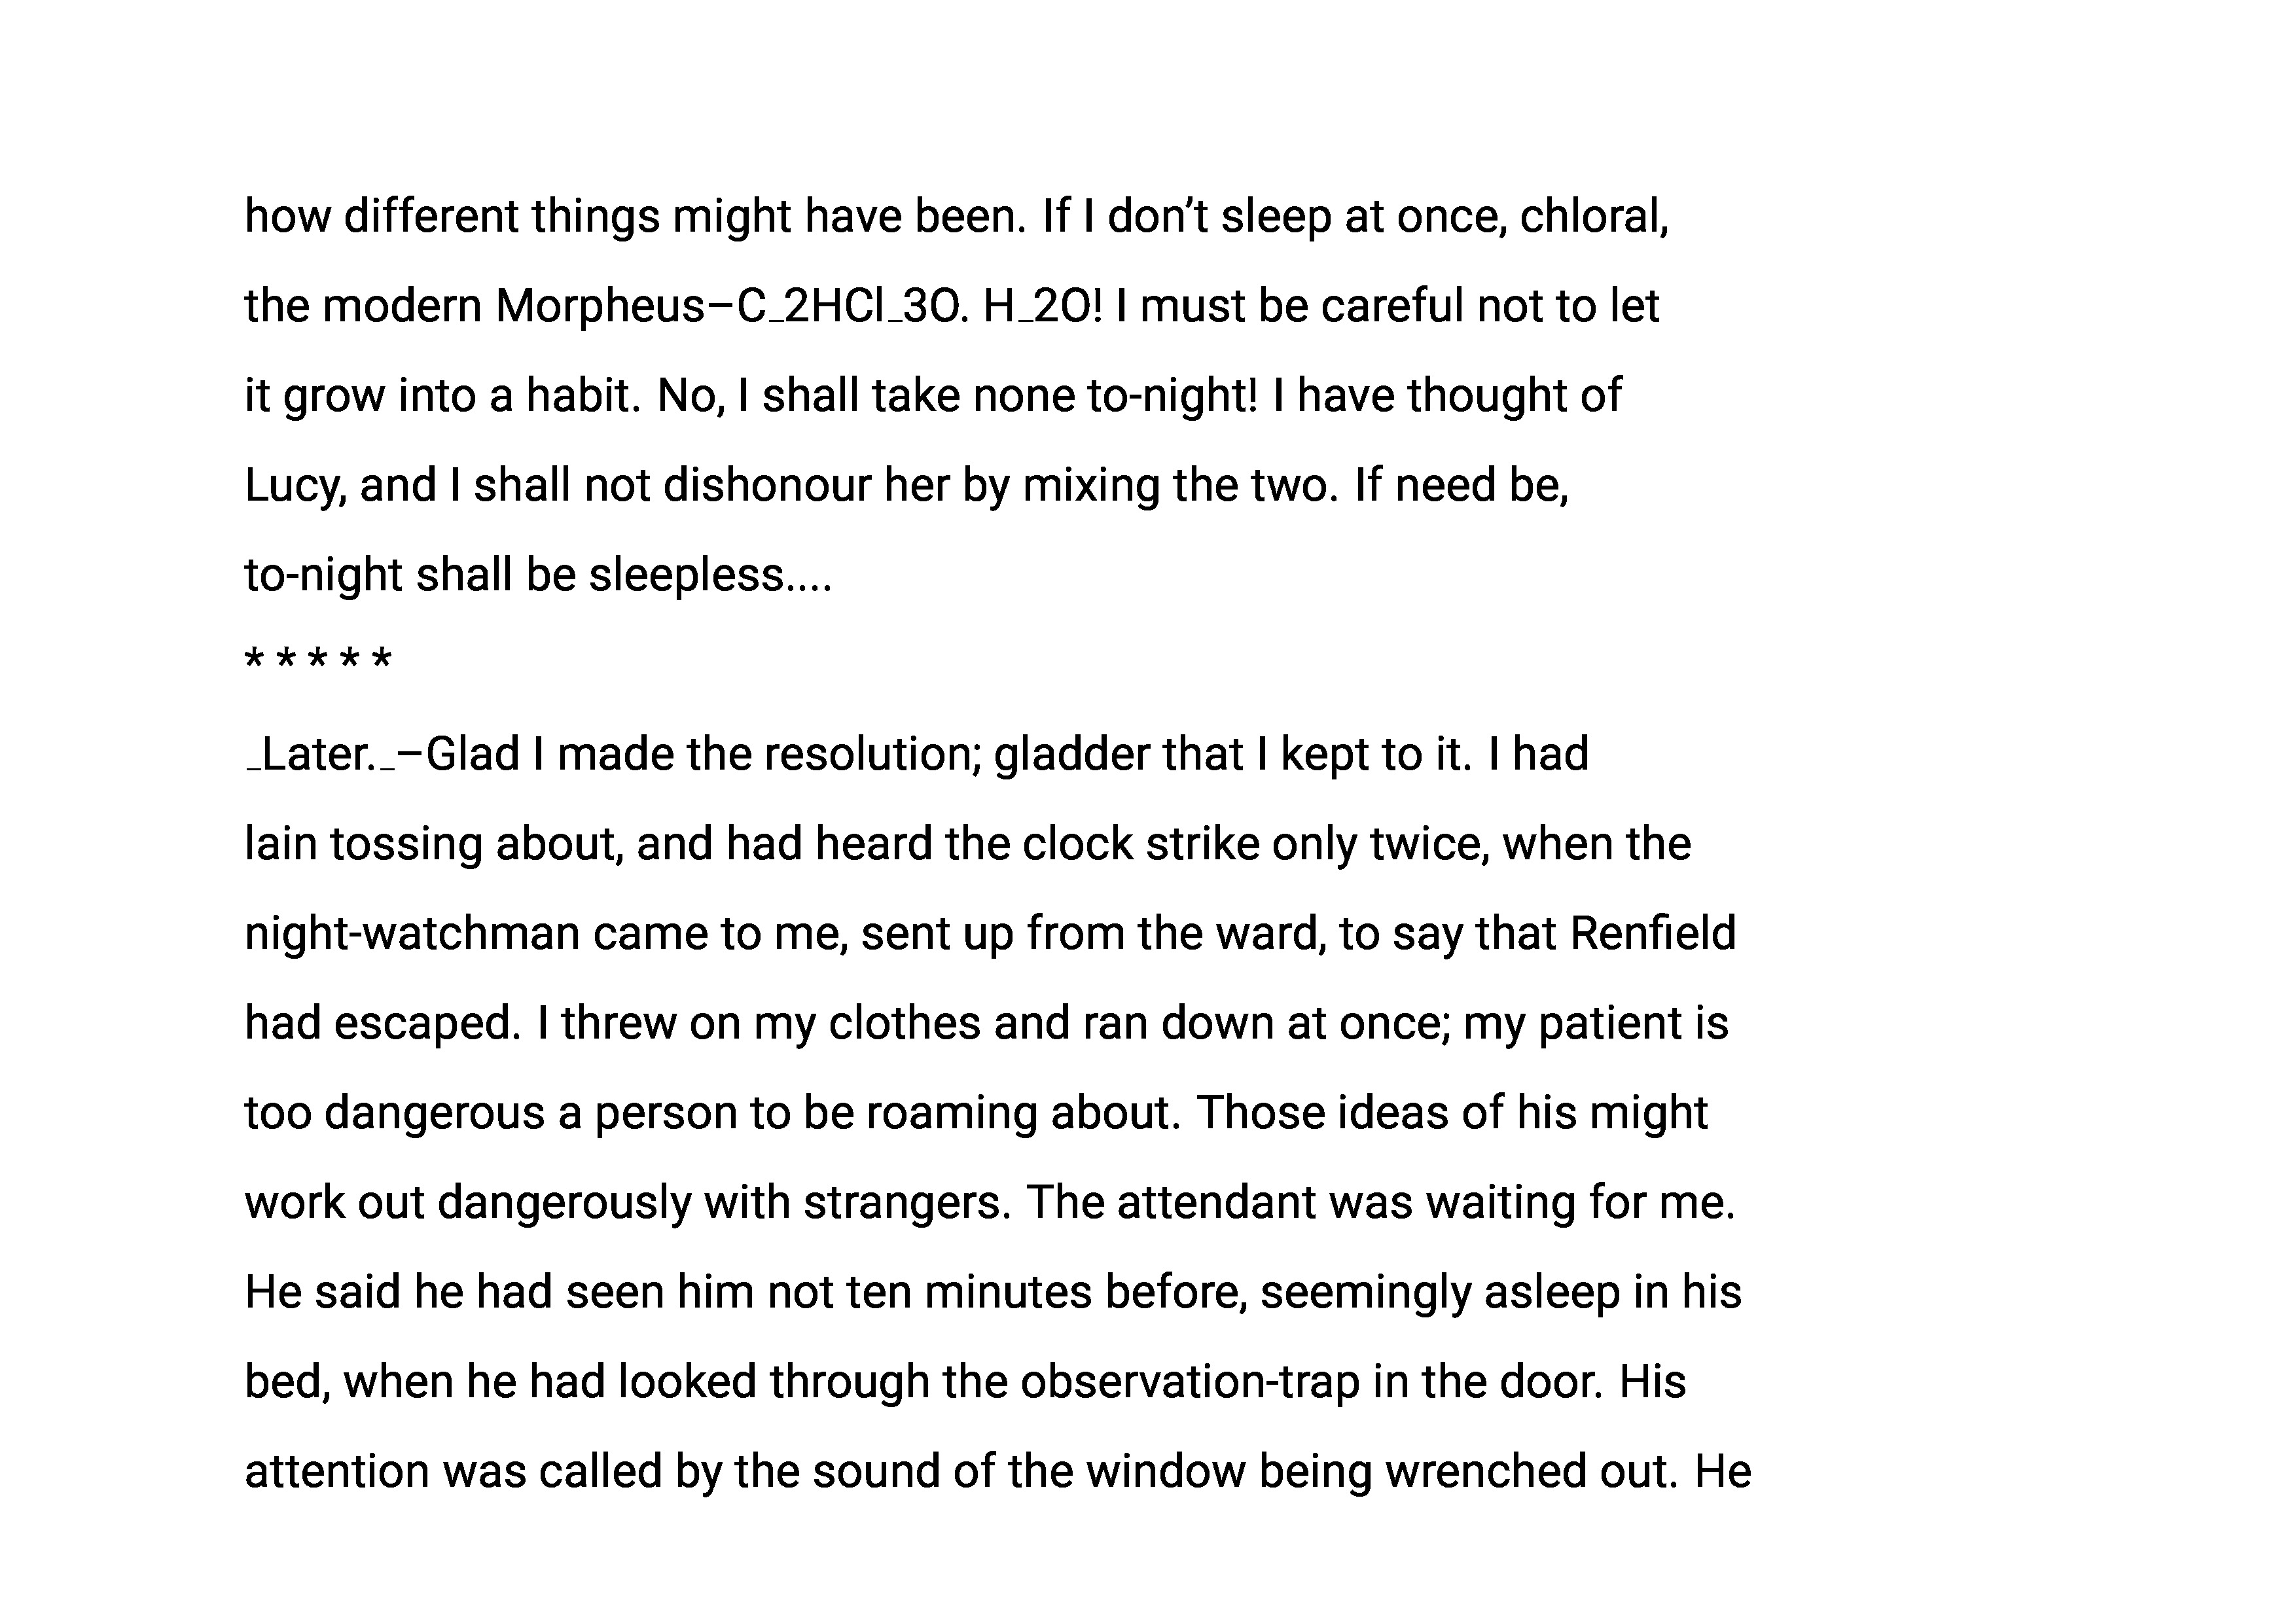 how different things might have been. If I don’t sleep at once, chloral,
the modern Morpheus–C_2HCl_3O. H_2O! I must be careful not to let
it grow into a habit. No, I shall take none to-night! I have thought of
Lucy, and I shall not dishonour her by mixing the two. If need be,
to-night shall be sleepless....
* * * * *
_Later._–Glad I made the resolution; gladder that I kept to it. I had
lain tossing about, and had heard the clock strike only twice, when the
night-watchman came to me, sent up from the ward, to say that Renfield
had escaped. I threw on my clothes and ran down at once; my patient is
too dangerous a person to be roaming about. Those ideas of his might
work out dangerously with strangers. The attendant was waiting for me.
He said he had seen him not ten minutes before, seemingly asleep in his
bed, when he had looked through the observation-trap in the door. His
attention was called by the sound of the window being wrenched out. He